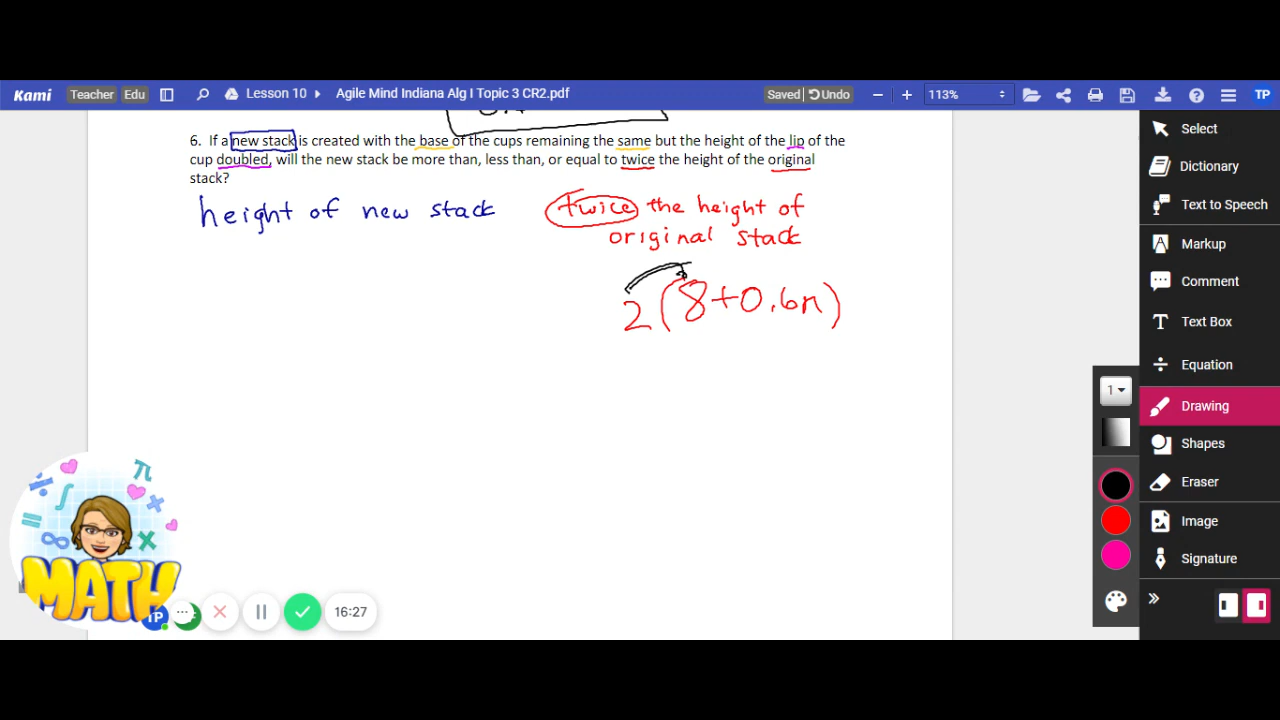 Kami Teacher Edu Lesson 10 Agile Mind Indiana Alg I Topic 3 CR2.pdf Saved Undo 113% TP
6. If a new stack is created with the base of the cups remaining the same but the height of the lip of the
cup doubled, will the new stack be more than, less than, or equal to twice the height of the original
stack?
height of new stack
twice the height of
original stack
2(8+0.6n)
Select
Dictionary
Text to Speech
Markup
Comment
Text Box
Equation
1
Drawing
Shapes
Eraser
Image
Signature
MATH
TP
16:27